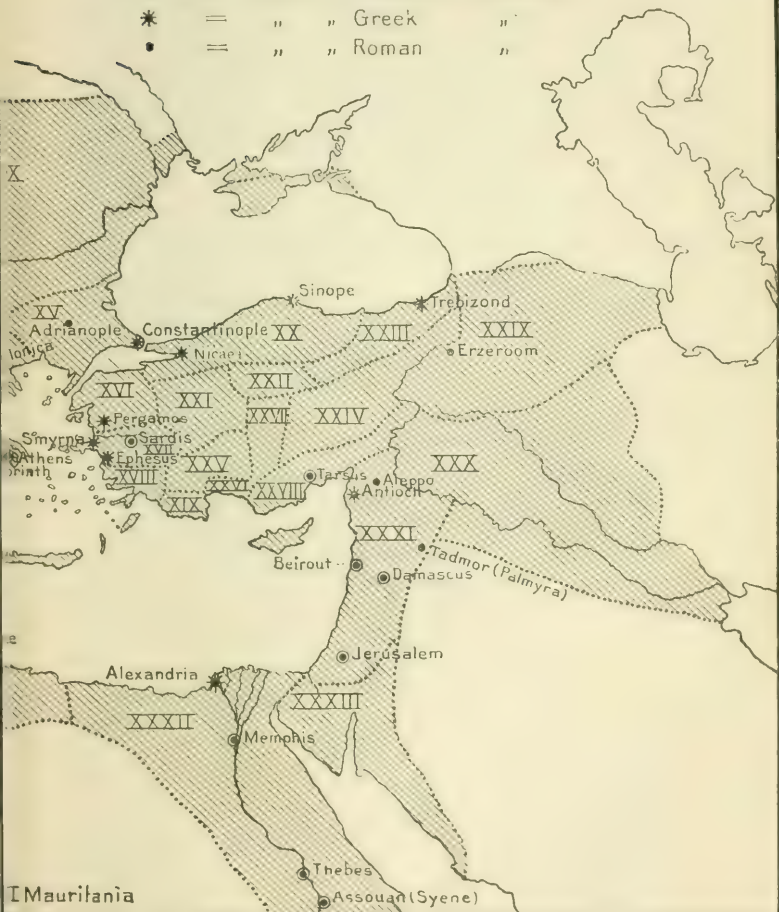 = " " Greek "
= " " Roman "
X
Sinope
Trebizond
XV
Adrianople
Constantinople
XX
XXIII
XXIX
Nicaea
Erzeroom
XVI
XXI
XXII
XXVII
XXIV
Pergamos
Smyrna
Sardis
XVII
XXX
Athens
Ephesus
XXV
Tarsus
Aleppo
XVIII
XXVI
XXVIII
Antioch
XIX
XXXI
Beirout
Tadmor (Palmyra)
Damascus
Jerusalem
Alexandria
XXXIII
XXXII
Memphis
Thebes
I Mauritania
Assouan (Syene)